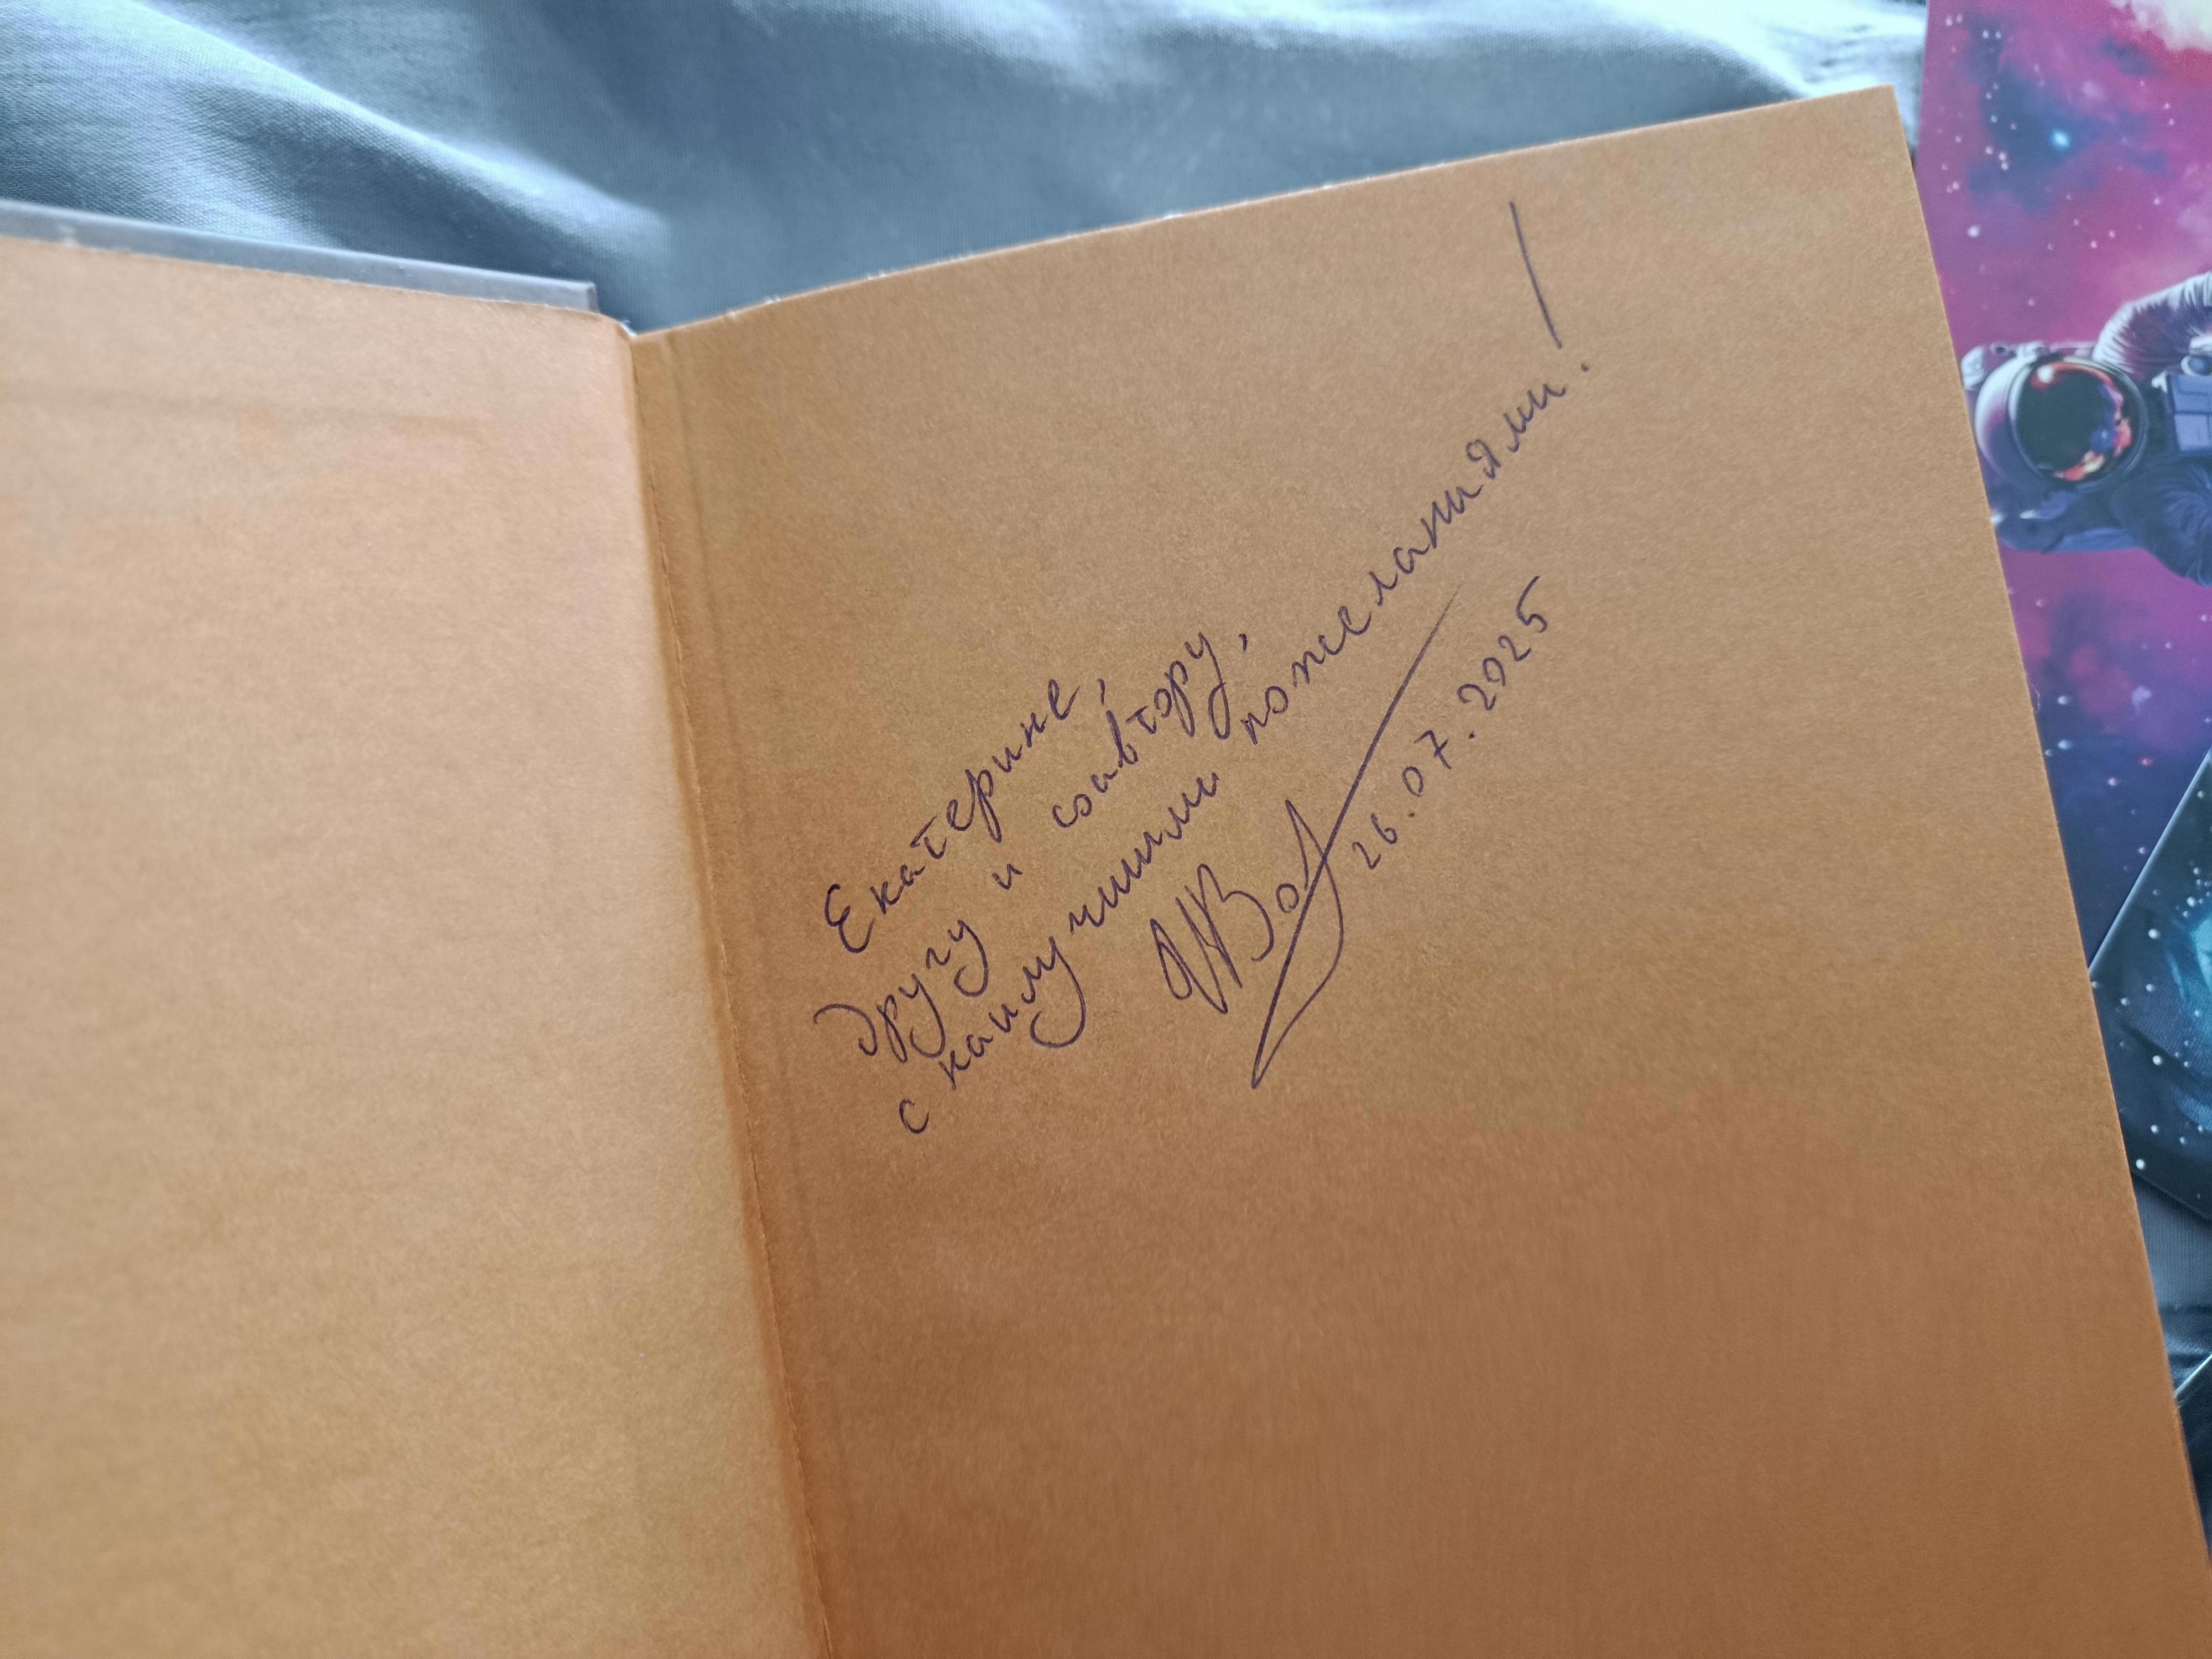 Екатерине,
другу и соавтору,
с наилучшими пожеланиями!
26.07.2025